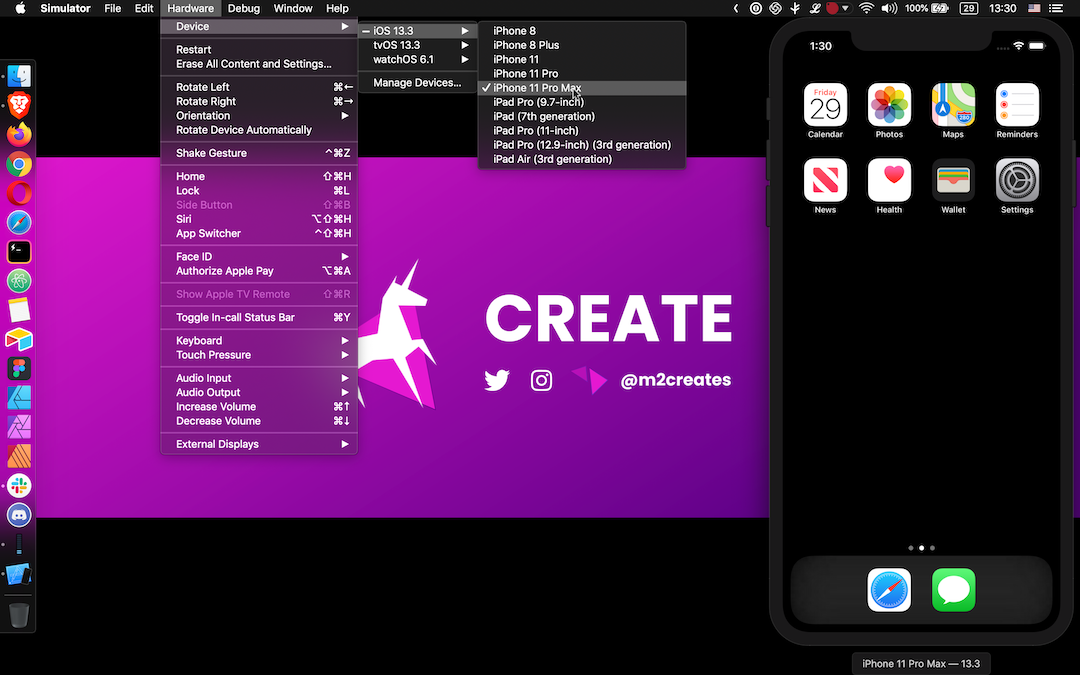 Simulator File Edit Hardware Debug Window Help 100% 29 13:30
Device
Restart
Erase All Content and Settings...
Rotate Left ⌘←
Rotate Right ⌘→
Orientation
Rotate Device Automatically
Shake Gesture ^⌘Z
Home ⇧⌘H
Lock ⌘L
Side Button ⇧⌘B
Siri ⌥⇧⌘H
App Switcher ^⇧⌘H
Face ID
Authorize Apple Pay ⌥⌘A
Show Apple TV Remote ⇧⌘R
Toggle In-call Status Bar ⌘Y
Keyboard
Touch Pressure
Audio Input
Audio Output
Increase Volume ⌘↑
Decrease Volume ⌘↓
External Displays
iOS 13.3
tvOS 13.3
watchOS 6.1
Manage Devices...
iPhone 8
iPhone 8 Plus
iPhone 11
iPhone 11 Pro
✓ iPhone 11 Pro Max
iPad Pro (9.7-inch)
iPad (7th generation)
iPad Pro (11-inch)
iPad Pro (12.9-inch) (3rd generation)
iPad Air (3rd generation)
CREATE
@m2creates
1:30
Friday
29
280
Calendar Photos Maps Reminders
News Health Wallet Settings
iPhone 11 Pro Max — 13.3